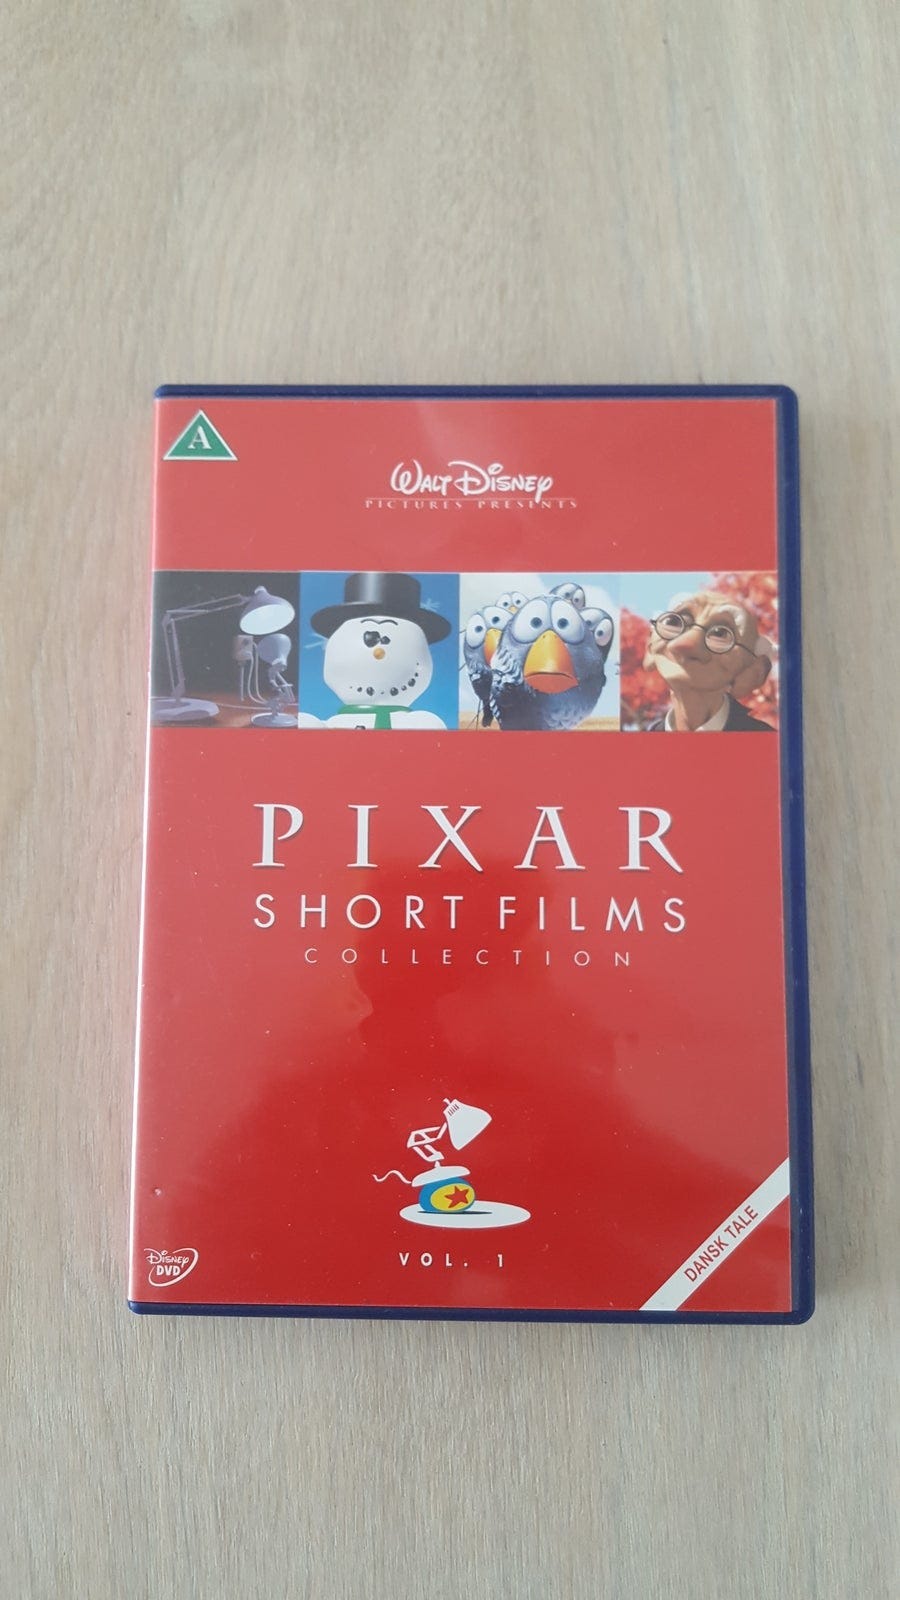 A
WALT DISNEY
PICTURES PRESENTS
PIXAR
SHORT FILMS
COLLECTION
VOL. 1
DISNEY
DVD
DANSK TALE